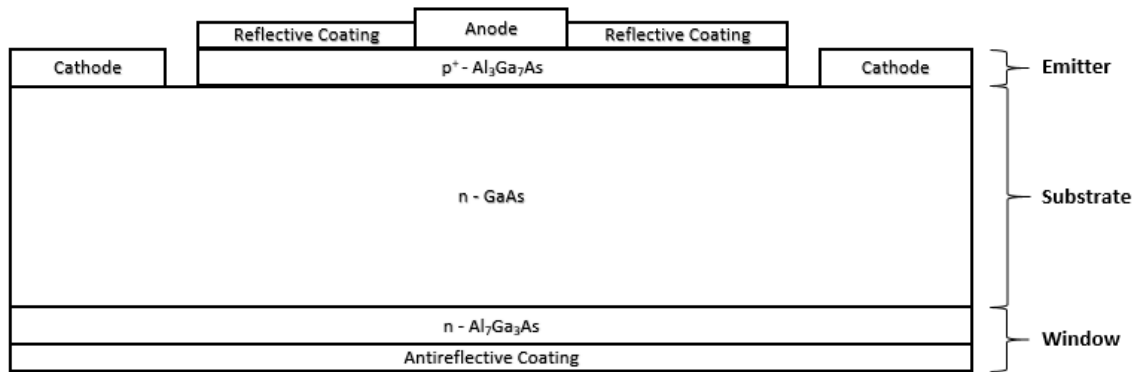 Reflective Coating
Anode
Reflective Coating
Cathode
p⁺ - Al₃Ga₇As
Cathode
Emitter
n - GaAs
Substrate
n - Al₇Ga₃As
Window
Antireflective Coating